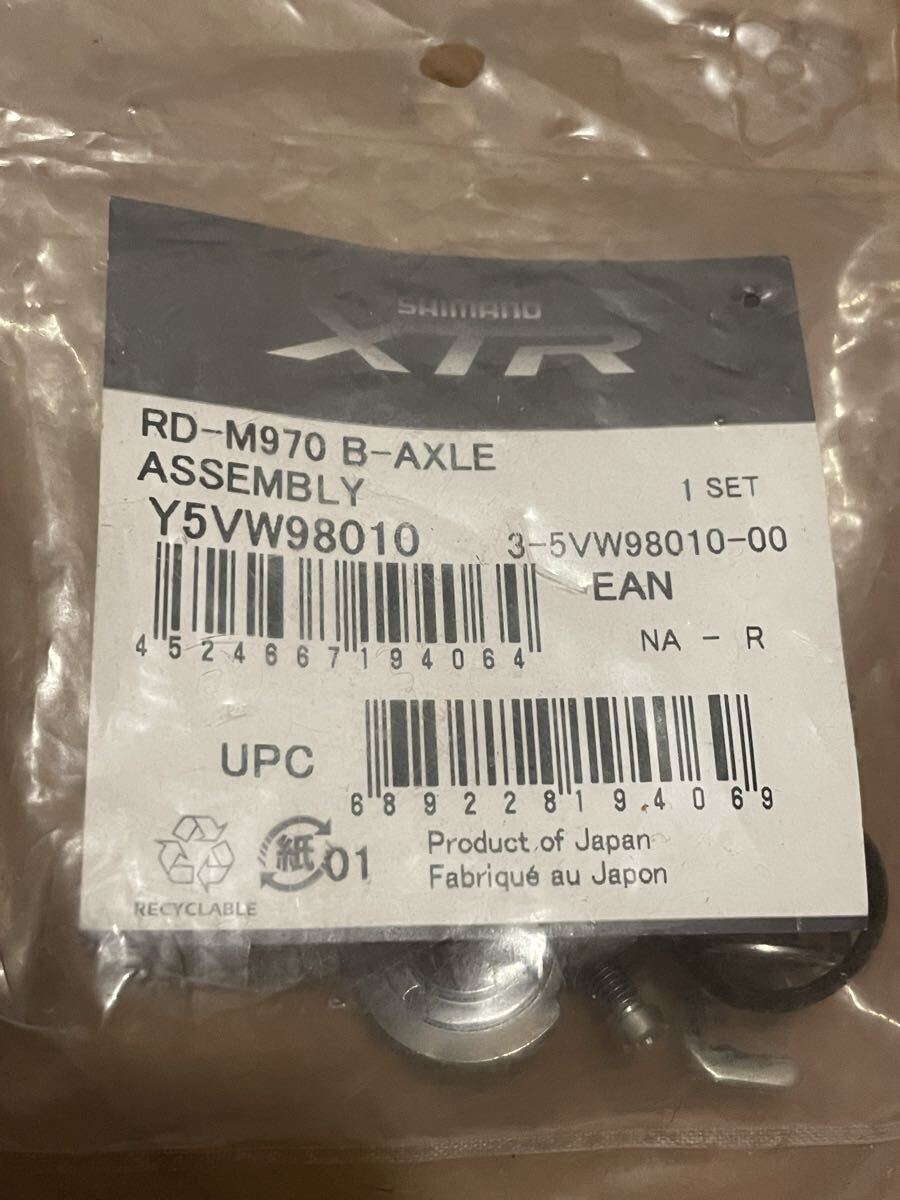 SHIMANO
XTR
RD-M970 B-AXLE
ASSEMBLY
1 SET
Y5VW98010
3-5VW98010-00
EAN
4524667194064
NA - R
UPC
689228194069
紙
01
Product of Japan
Fabriqué au Japon
RECYCLABLE